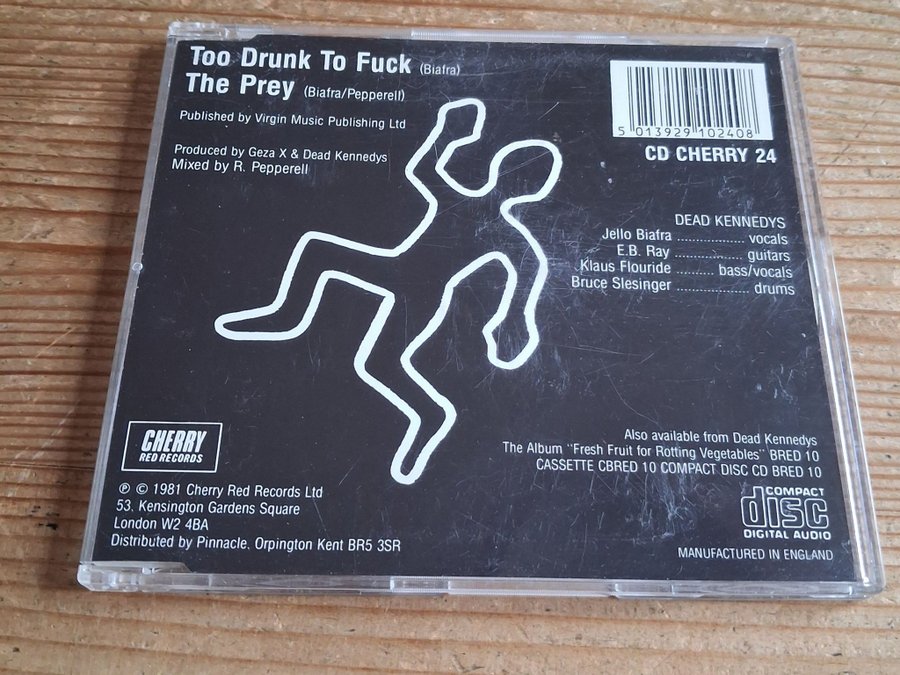 Too Drunk To Fuck (Biafra)
The Prey (Biafra/Pepperell)
Published by Virgin Music Publishing Ltd
Produced by Geza X & Dead Kennedys
Mixed by R. Pepperell
5 013929 102408
CD CHERRY 24
DEAD KENNEDYS
Jello Biafra .................. vocals
E.B. Ray .................... guitars
Klaus Flouride .......... bass/vocals
Bruce Slesinger ................... drums
CHERRY
RED RECORDS
℗ © 1981 Cherry Red Records Ltd
53, Kensington Gardens Square
London W2 4BA
Distributed by Pinnacle, Orpington Kent BR5 3SR
Also available from Dead Kennedys
The Album "Fresh Fruit for Rotting Vegetables" BRED 10
CASSETTE CBRED 10 COMPACT DISC CD BRED 10
COMPACT
disc
DIGITAL AUDIO
MANUFACTURED IN ENGLAND